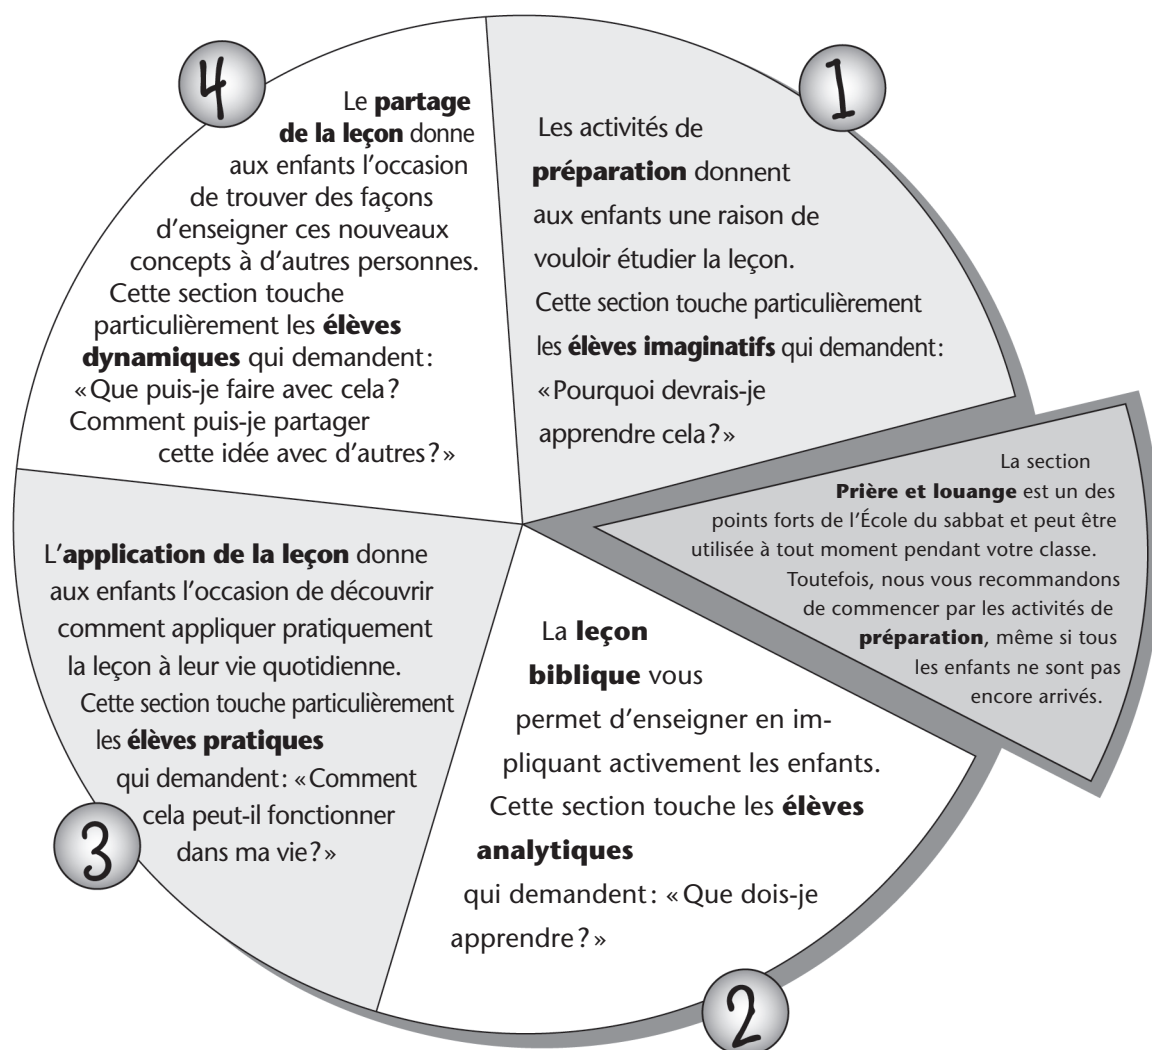 1
Les activités de
préparation donnent
aux enfants une raison de
vouloir étudier la leçon.
Cette section touche particulièrement
les élèves imaginatifs qui demandent:
«Pourquoi devrais-je
apprendre cela?»
La section
Prière et louange est un des
points forts de l'École du sabbat et peut être
utilisée à tout moment pendant votre classe.
Toutefois, nous vous recommandons
de commencer par les activités de
préparation, même si tous
les enfants ne sont pas
encore arrivés.
2
La leçon
biblique vous
permet d'enseigner en im-
pliquant activement les enfants.
Cette section touche les élèves
analytiques
qui demandent: «Que dois-je
apprendre?»
3
L'application de la leçon donne
aux enfants l'occasion de découvrir
comment appliquer pratiquement
la leçon à leur vie quotidienne.
Cette section touche particulièrement
les élèves pratiques
qui demandent: «Comment
cela peut-il fonctionner
dans ma vie?»
4
Le partage
de la leçon donne
aux enfants l'occasion
de trouver des façons
d'enseigner ces nouveaux
concepts à d'autres personnes.
Cette section touche
particulièrement les élèves
dynamiques qui demandent:
«Que puis-je faire avec cela?
Comment puis-je partager
cette idée avec d'autres?»